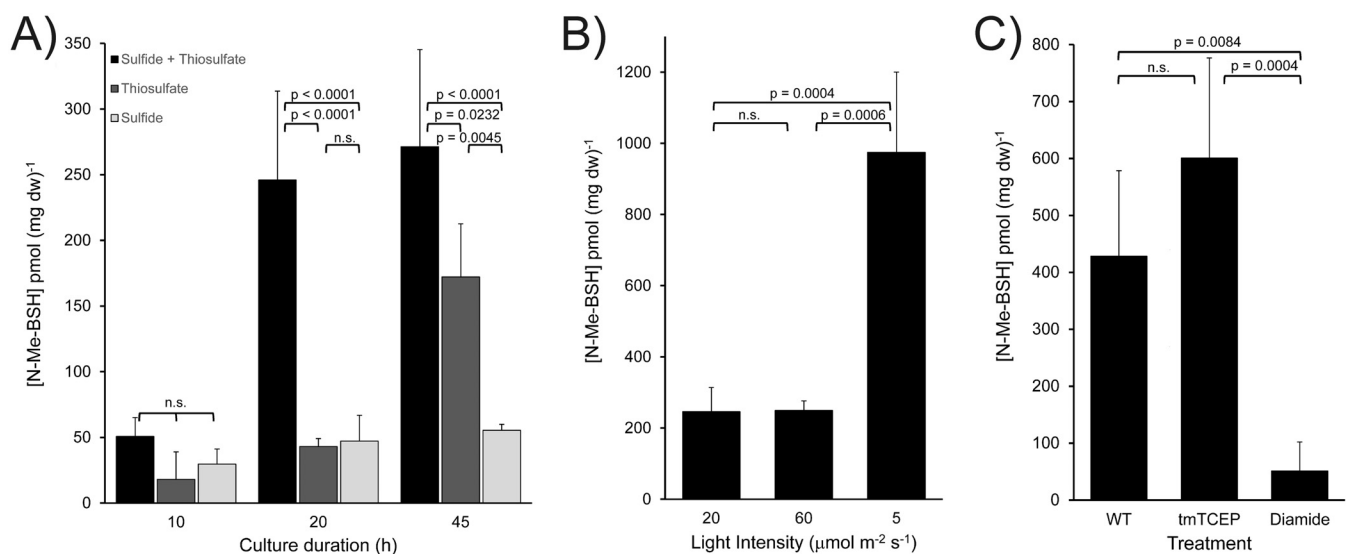 A)
[N-Me-BSH] pmol (mg dw)⁻¹
350
300
250
200
150
100
50
0
Sulfide + Thiosulfate
Thiosulfate
Sulfide
n.s.
p < 0.0001
p < 0.0001
n.s.
p < 0.0001
p = 0.0232
p = 0.0045
10
20
45
Culture duration (h)
B)
[N-Me-BSH] pmol (mg dw)⁻¹
1200
1000
800
600
400
200
0
p = 0.0004
n.s.
p = 0.0006
20
60
5
Light Intensity (μmol m⁻² s⁻¹)
C)
[N-Me-BSH] pmol (mg dw)⁻¹
800
700
600
500
400
300
200
100
0
p = 0.0084
n.s.
p = 0.0004
WT
tmTCEP
Diamide
Treatment